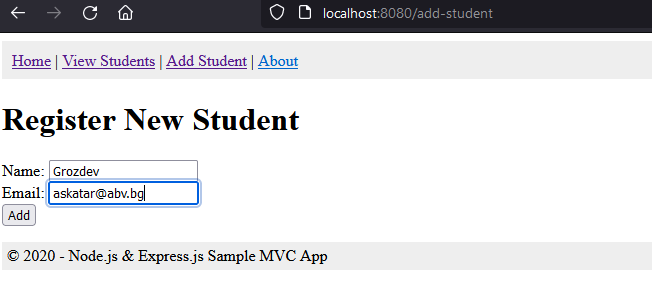 localhost:8080/add-student
Home | View Students | Add Student | About
Register New Student
Name: Grozdev
Email: askatar@abv.bg
Add
© 2020 - Node.js & Express.js Sample MVC App